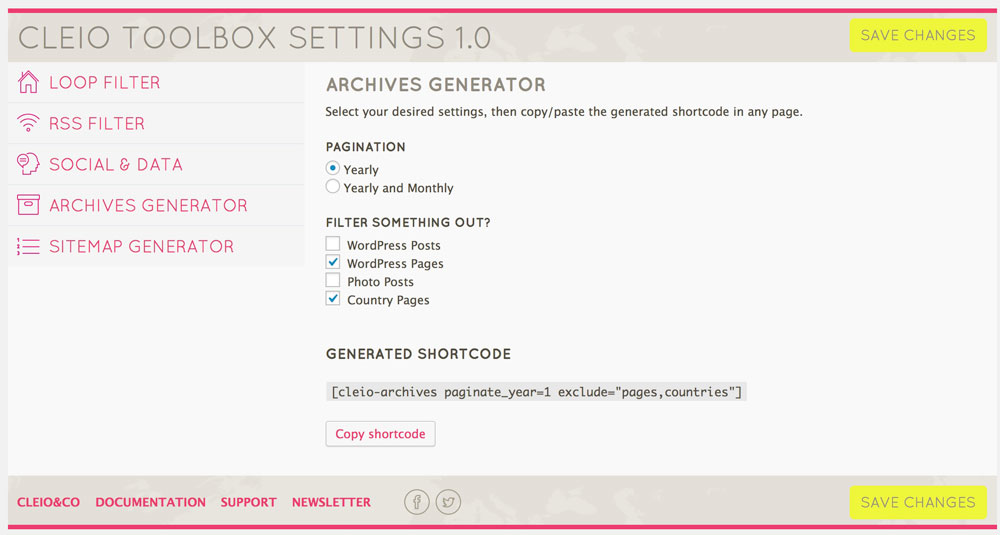 CLEIO TOOLBOX SETTINGS 1.0
SAVE CHANGES
LOOP FILTER
RSS FILTER
SOCIAL & DATA
ARCHIVES GENERATOR
SITEMAP GENERATOR
ARCHIVES GENERATOR
Select your desired settings, then copy/paste the generated shortcode in any page.
PAGINATION
Yearly
Yearly and Monthly
FILTER SOMETHING OUT?
WordPress Posts
WordPress Pages
Photo Posts
Country Pages
GENERATED SHORTCODE
[cleio-archives paginate_year=1 exclude="pages,countries"]
Copy shortcode
CLEIO&CO DOCUMENTATION SUPPORT NEWSLETTER
SAVE CHANGES